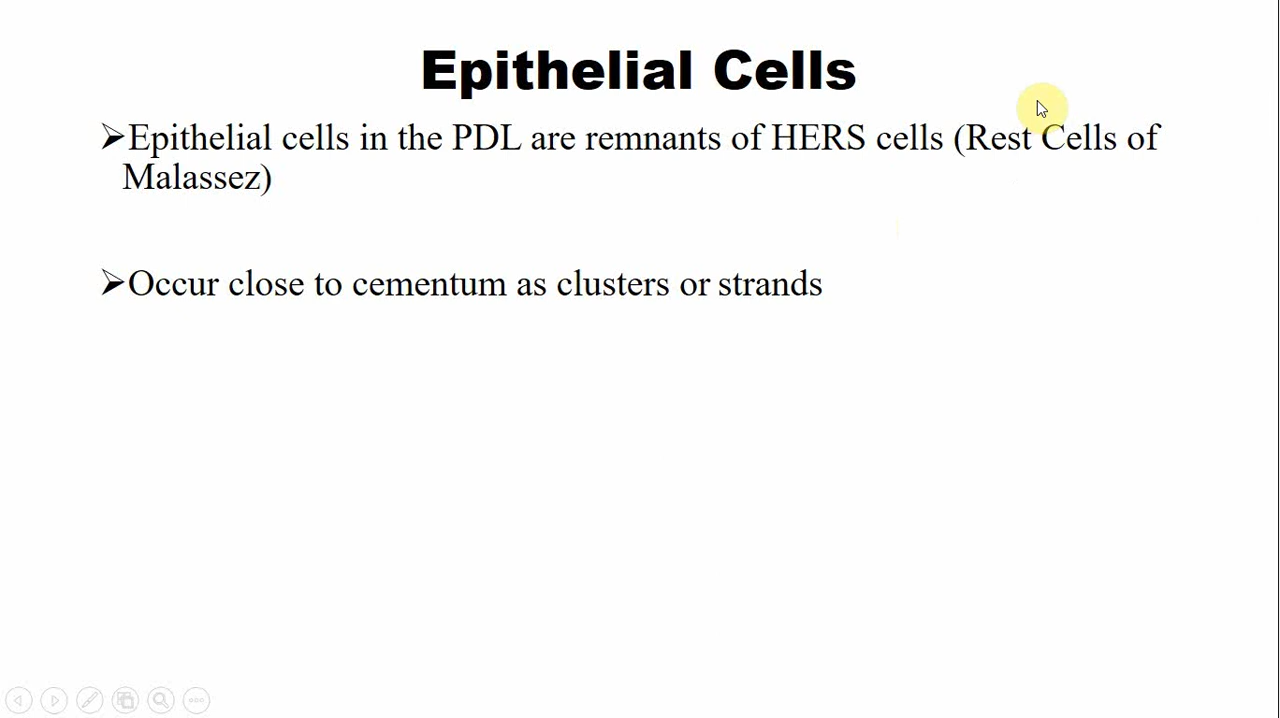 Epithelial Cells
➢Epithelial cells in the PDL are remnants of HERS cells (Rest Cells of
Malassez)
➢Occur close to cementum as clusters or strands